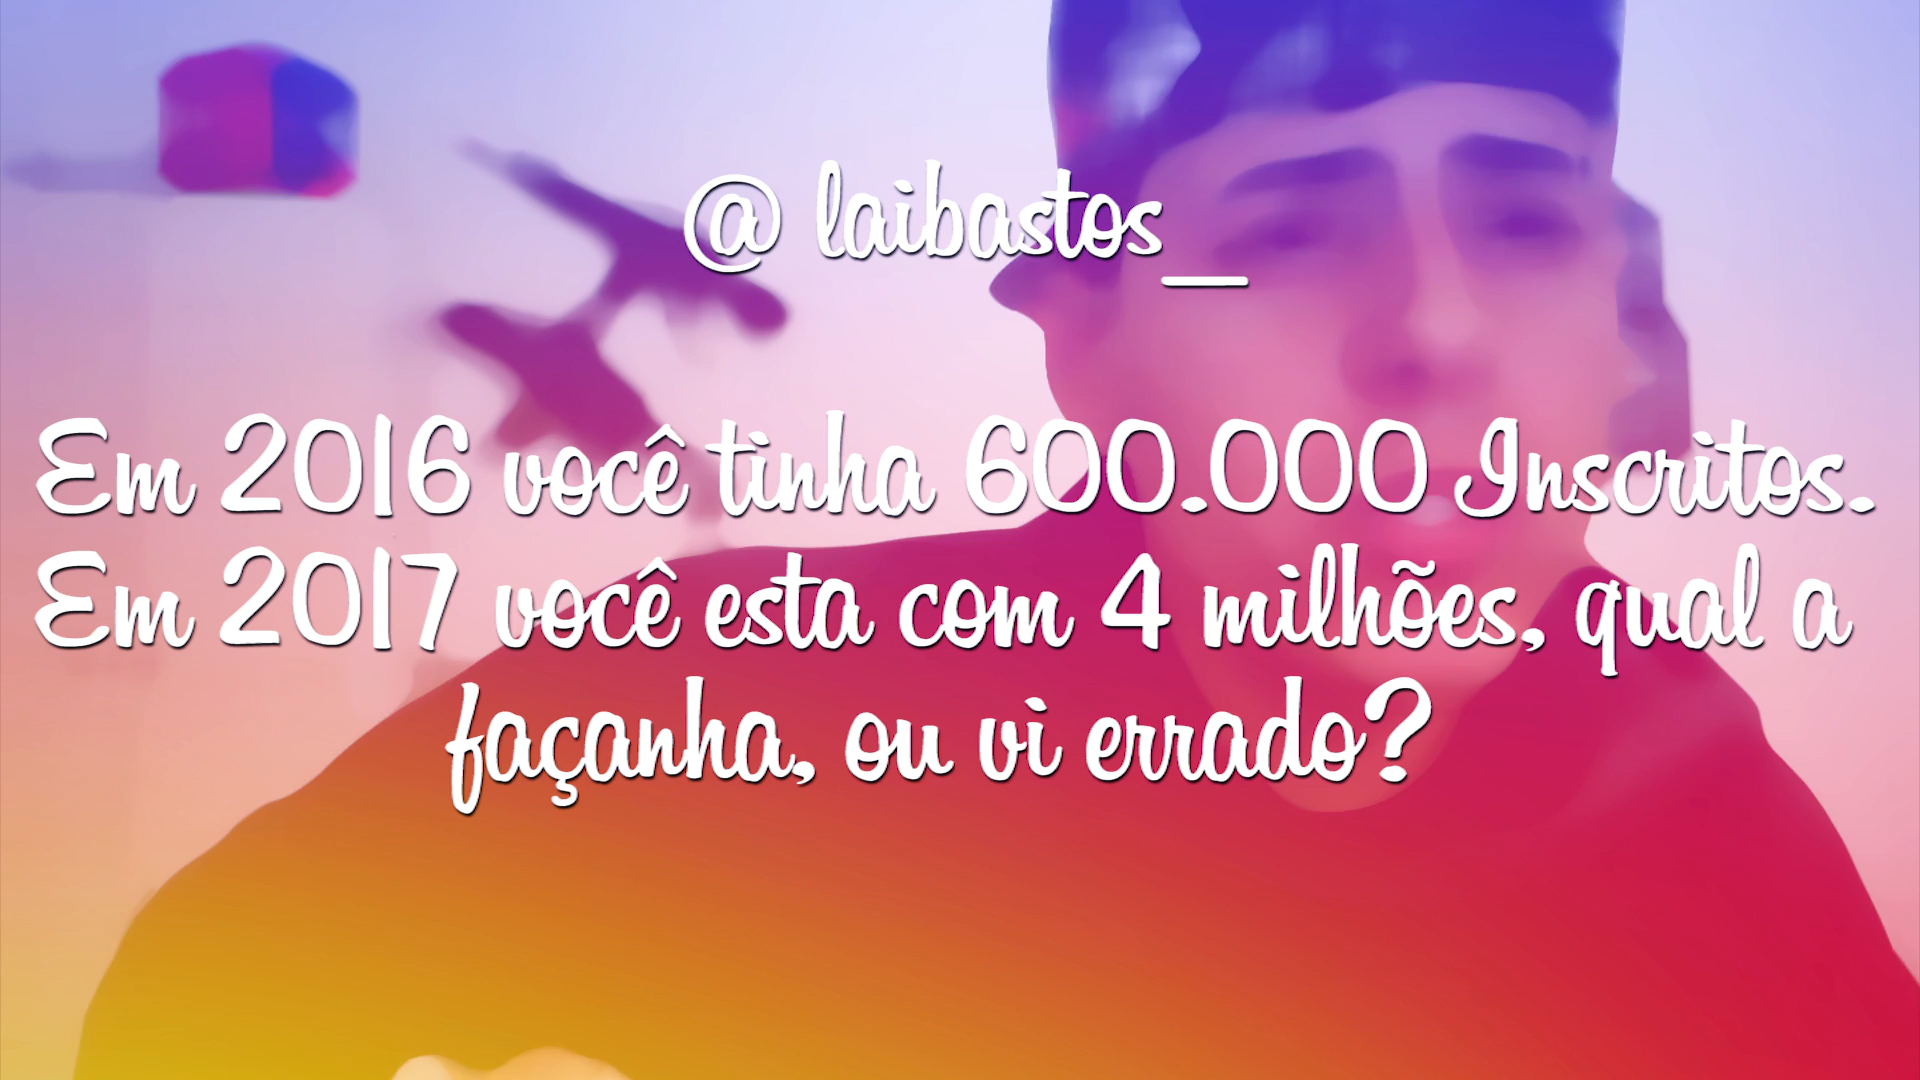 @ laibastos_
Em 2016 você tinha 600.000 Inscritos.
Em 2017 você esta com 4 milhões, qual a
façanha, ou vi errado?